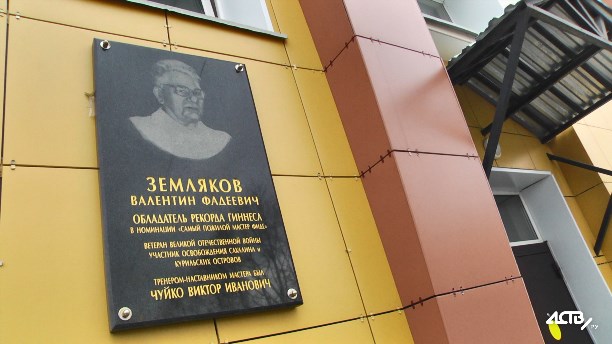 ЗЕМЛЯКОВ
ВАЛЕНТИН ФАДЕЕВИЧ
ОБЛАДАТЕЛЬ РЕКОРДА ГИННЕСА
В НОМИНАЦИИ «САМЫЙ ПОЖИЛОЙ МАСТЕР ФИДЕ»
ВЕТЕРАН ВЕЛИКОЙ ОТЕЧЕСТВЕННОЙ ВОЙНЫ
УЧАСТНИК ОСВОБОЖДЕНИЯ САХАЛИНА И
КУРИЛЬСКИХ ОСТРОВОВ
ТРЕНЕРОМ-НАСТАВНИКОМ МАСТЕРА БЫЛ
ЧУЙКО ВИКТОР ИВАНОВИЧ
АСТВ.ру